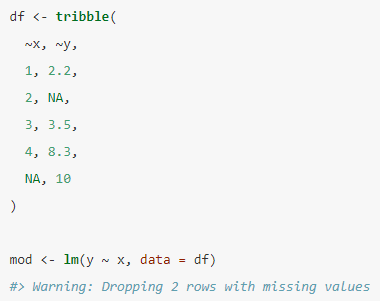 df <- tribble(
  ~x, ~y,
  1, 2.2,
  2, NA,
  3, 3.5,
  4, 8.3,
  NA, 10
)
mod <- lm(y ~ x, data = df)
#> Warning: Dropping 2 rows with missing values